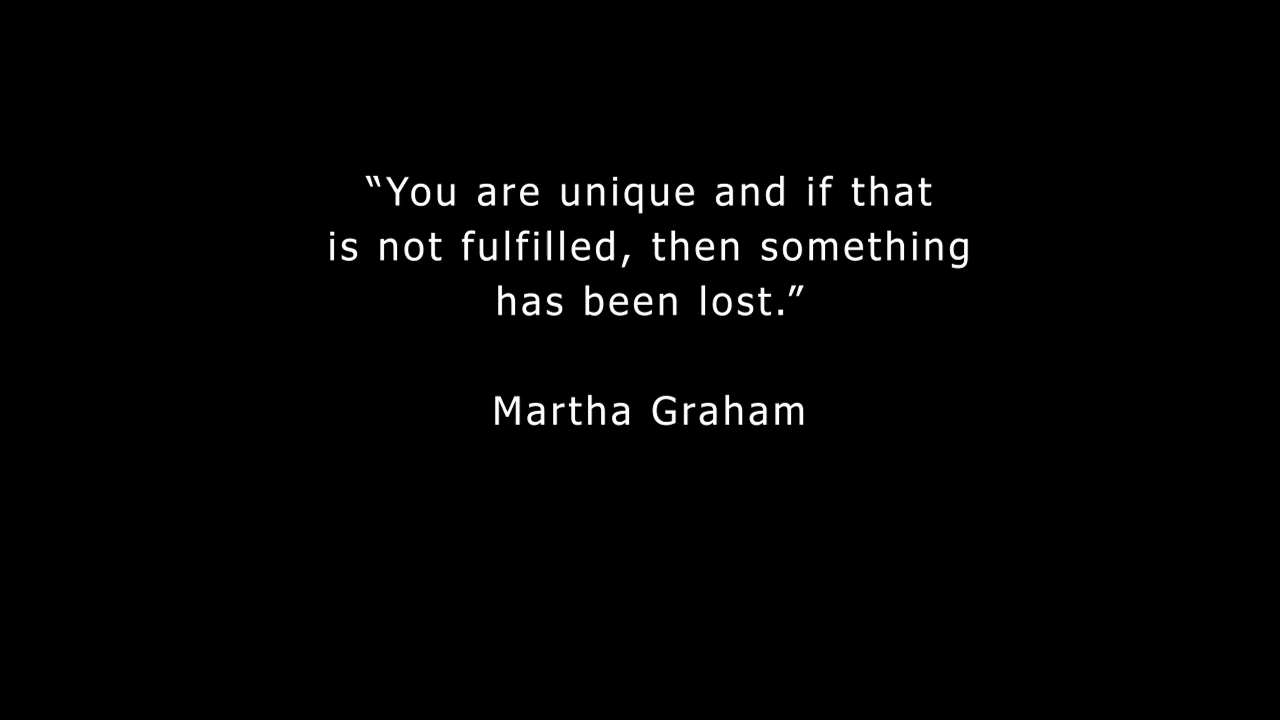 “You are unique and if that
is not fulfilled, then something
has been lost.”
Martha Graham